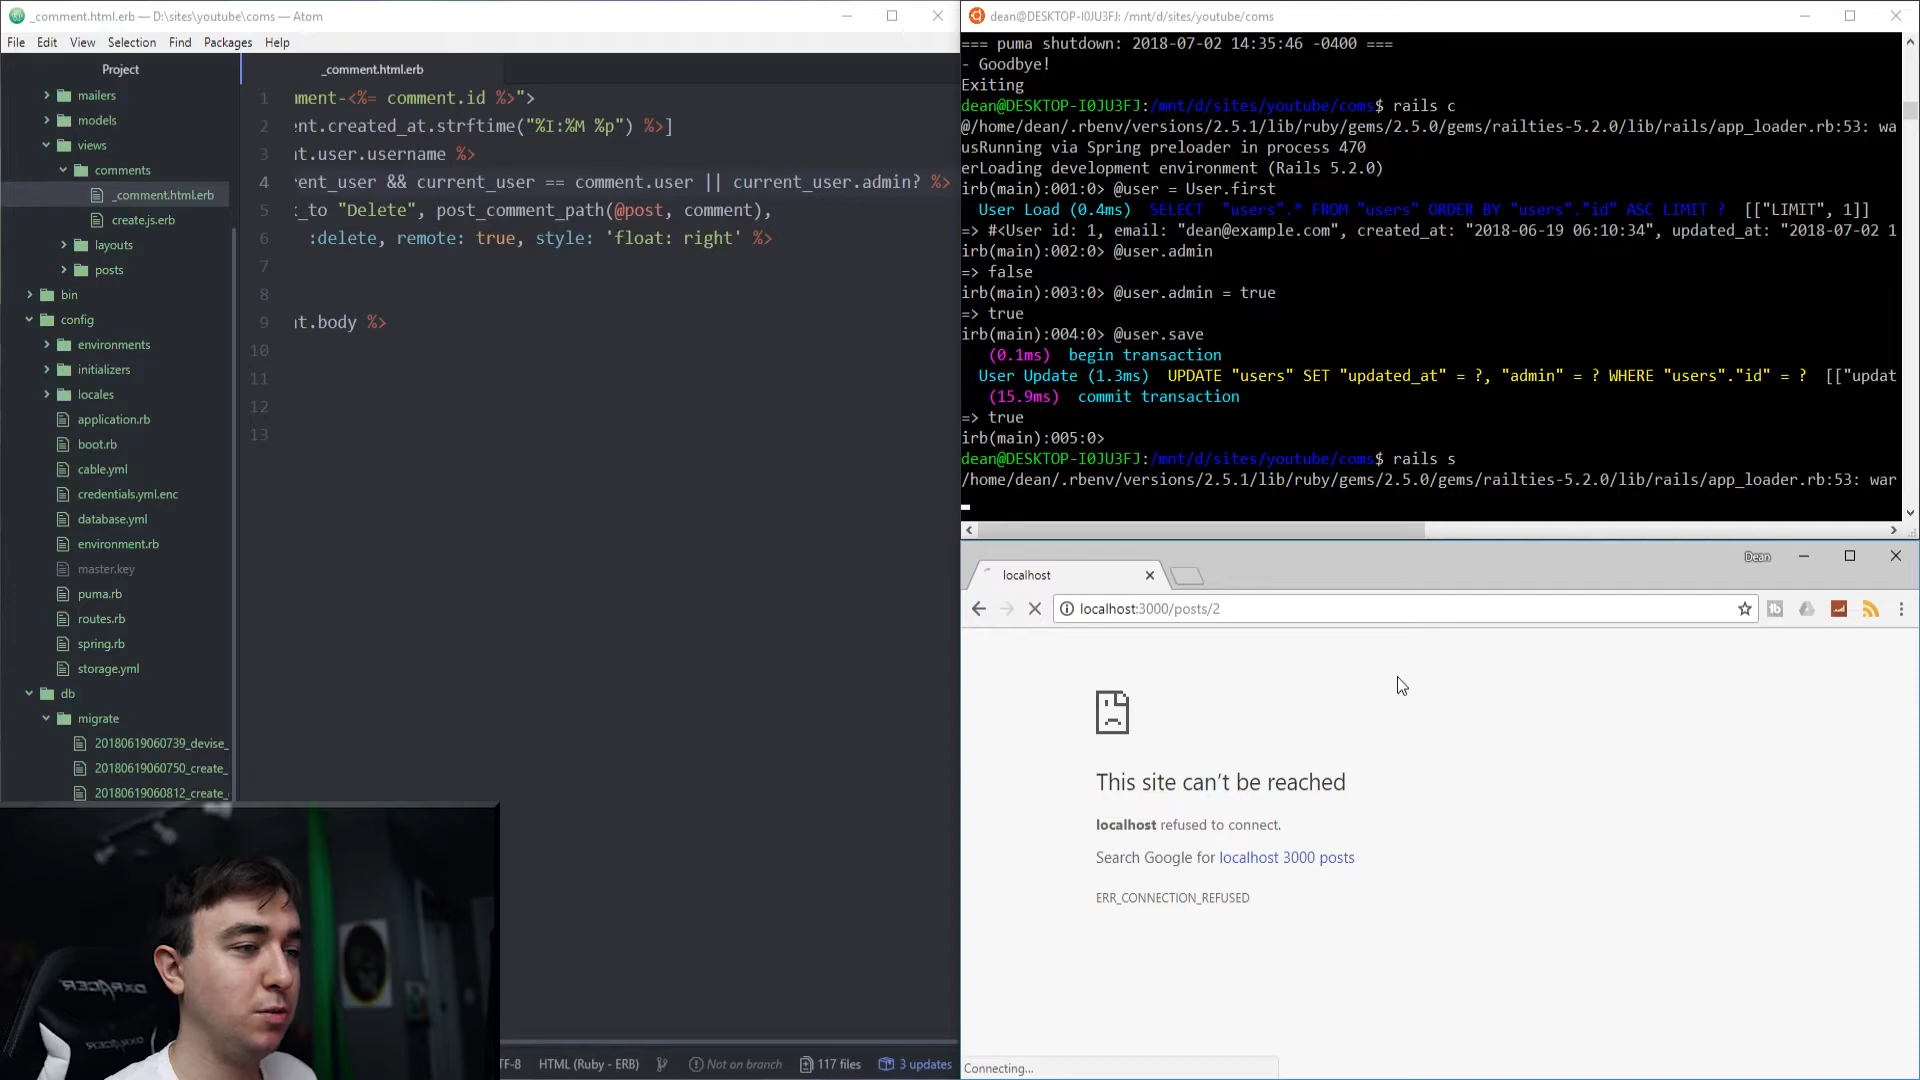 _comment.html.erb — D:\sites\youtube\coms — Atom
File Edit View Selection Find Packages Help
Project
mailers
models
views
comments
_comment.html.erb
create.js.erb
layouts
posts
bin
config
environments
initializers
locales
application.rb
boot.rb
cable.yml
credentials.yml.enc
database.yml
environment.rb
master.key
puma.rb
routes.rb
spring.rb
storage.yml
db
migrate
20180619060739_devise_
20180619060750_create_
20180619060812_create_
_comment.html.erb
1 mment-<%= comment.id %>">
2 nt.created_at.strftime("%I:%M %p") %>]
3 t.user.username %>
4 rent_user && current_user == comment.user || current_user.admin? %>
5 _to "Delete", post_comment_path(@post, comment),
6 :delete, remote: true, style: 'float: right' %>
7
8
9 nt.body %>
10
11
12
13
TF-8 HTML (Ruby - ERB) Not on branch 117 files 3 updates
dean@DESKTOP-I0JU3FJ: /mnt/d/sites/youtube/coms
=== puma shutdown: 2018-07-02 14:35:46 -0400 ===
- Goodbye!
Exiting
dean@DESKTOP-I0JU3FJ:/mnt/d/sites/youtube/coms$ rails c
@/home/dean/.rbenv/versions/2.5.1/lib/ruby/gems/2.5.0/gems/railties-5.2.0/lib/rails/app_loader.rb:53: wa
usRunning via Spring preloader in process 470
erLoading development environment (Rails 5.2.0)
irb(main):001:0> @user = User.first
User Load (0.4ms) SELECT "users".* FROM "users" ORDER BY "users"."id" ASC LIMIT ? [["LIMIT", 1]]
=> #<User id: 1, email: "dean@example.com", created_at: "2018-06-19 06:10:34", updated_at: "2018-07-02 1
irb(main):002:0> @user.admin
=> false
irb(main):003:0> @user.admin = true
=> true
irb(main):004:0> @user.save
(0.1ms) begin transaction
User Update (1.3ms) UPDATE "users" SET "updated_at" = ?, "admin" = ? WHERE "users"."id" = ? [["updat
(15.9ms) commit transaction
=> true
irb(main):005:0>
dean@DESKTOP-I0JU3FJ:/mnt/d/sites/youtube/coms$ rails s
/home/dean/.rbenv/versions/2.5.1/lib/ruby/gems/2.5.0/gems/railties-5.2.0/lib/rails/app_loader.rb:53: war
Dean
localhost
localhost:3000/posts/2
This site can't be reached
localhost refused to connect.
Search Google for localhost 3000 posts
ERR_CONNECTION_REFUSED
Connecting...
DXRACER